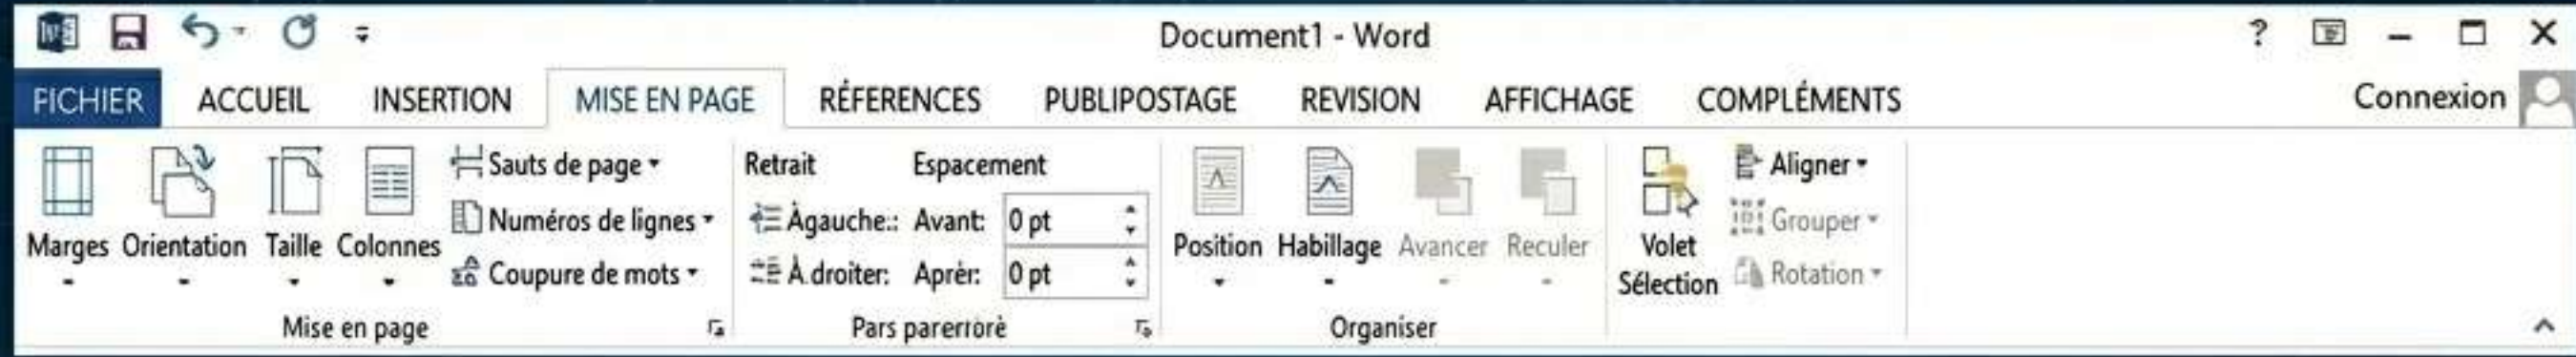 Document1 - Word
?
FICHIER ACCUEIL INSERTION MISE EN PAGE RÉFERENCES PUBLIPOSTAGE REVISION AFFICHAGE COMPLÉMENTS Connexion
Marges Orientation Taille Colonnes
Sauts de page
Numéros de lignes
Coupure de mots
Mise en page
Retrait Espacement
Àgauche:: Avant: 0 pt
À.droiter: Aprèr: 0 pt
Pars parerrorè
Position Habillage Avancer Reculer
Organiser
Volet
Sélection
Aligner
Grouper
Rotation